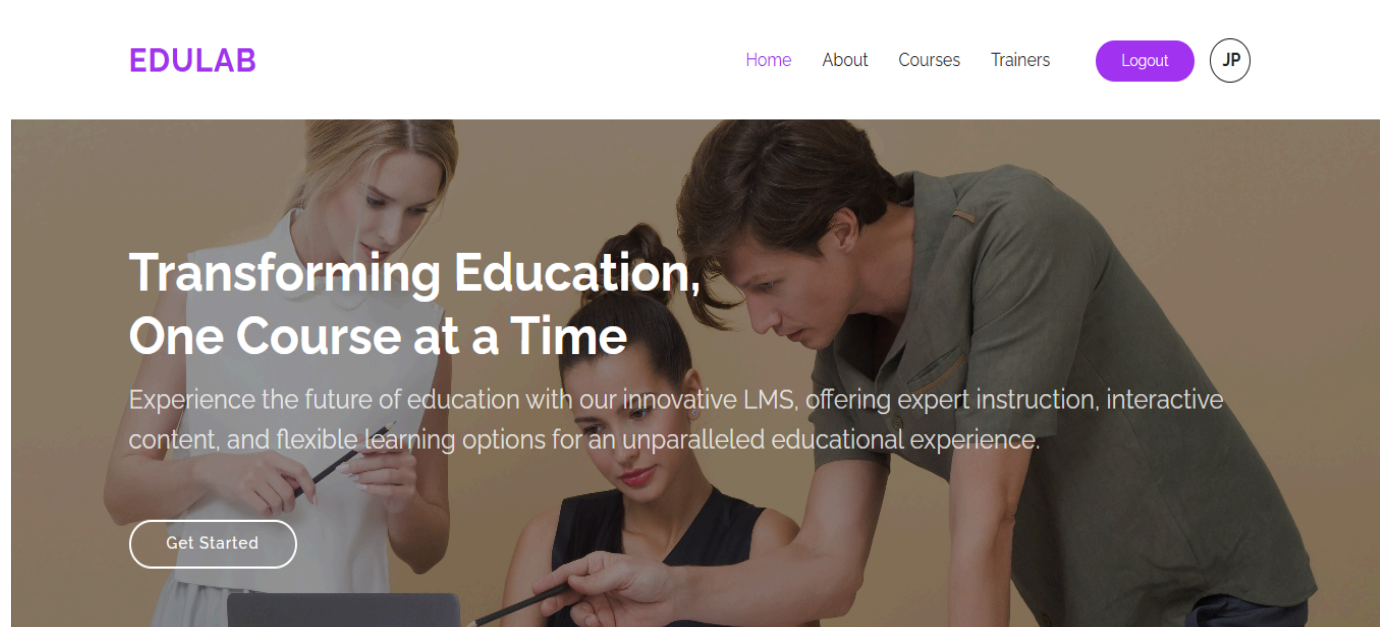 EDULAB
Home About Courses Trainers Logout JP
Transforming Education,
One Course at a Time
Experience the future of education with our innovative LMS, offering expert instruction, interactive
content, and flexible learning options for an unparalleled educational experience.
Get Started